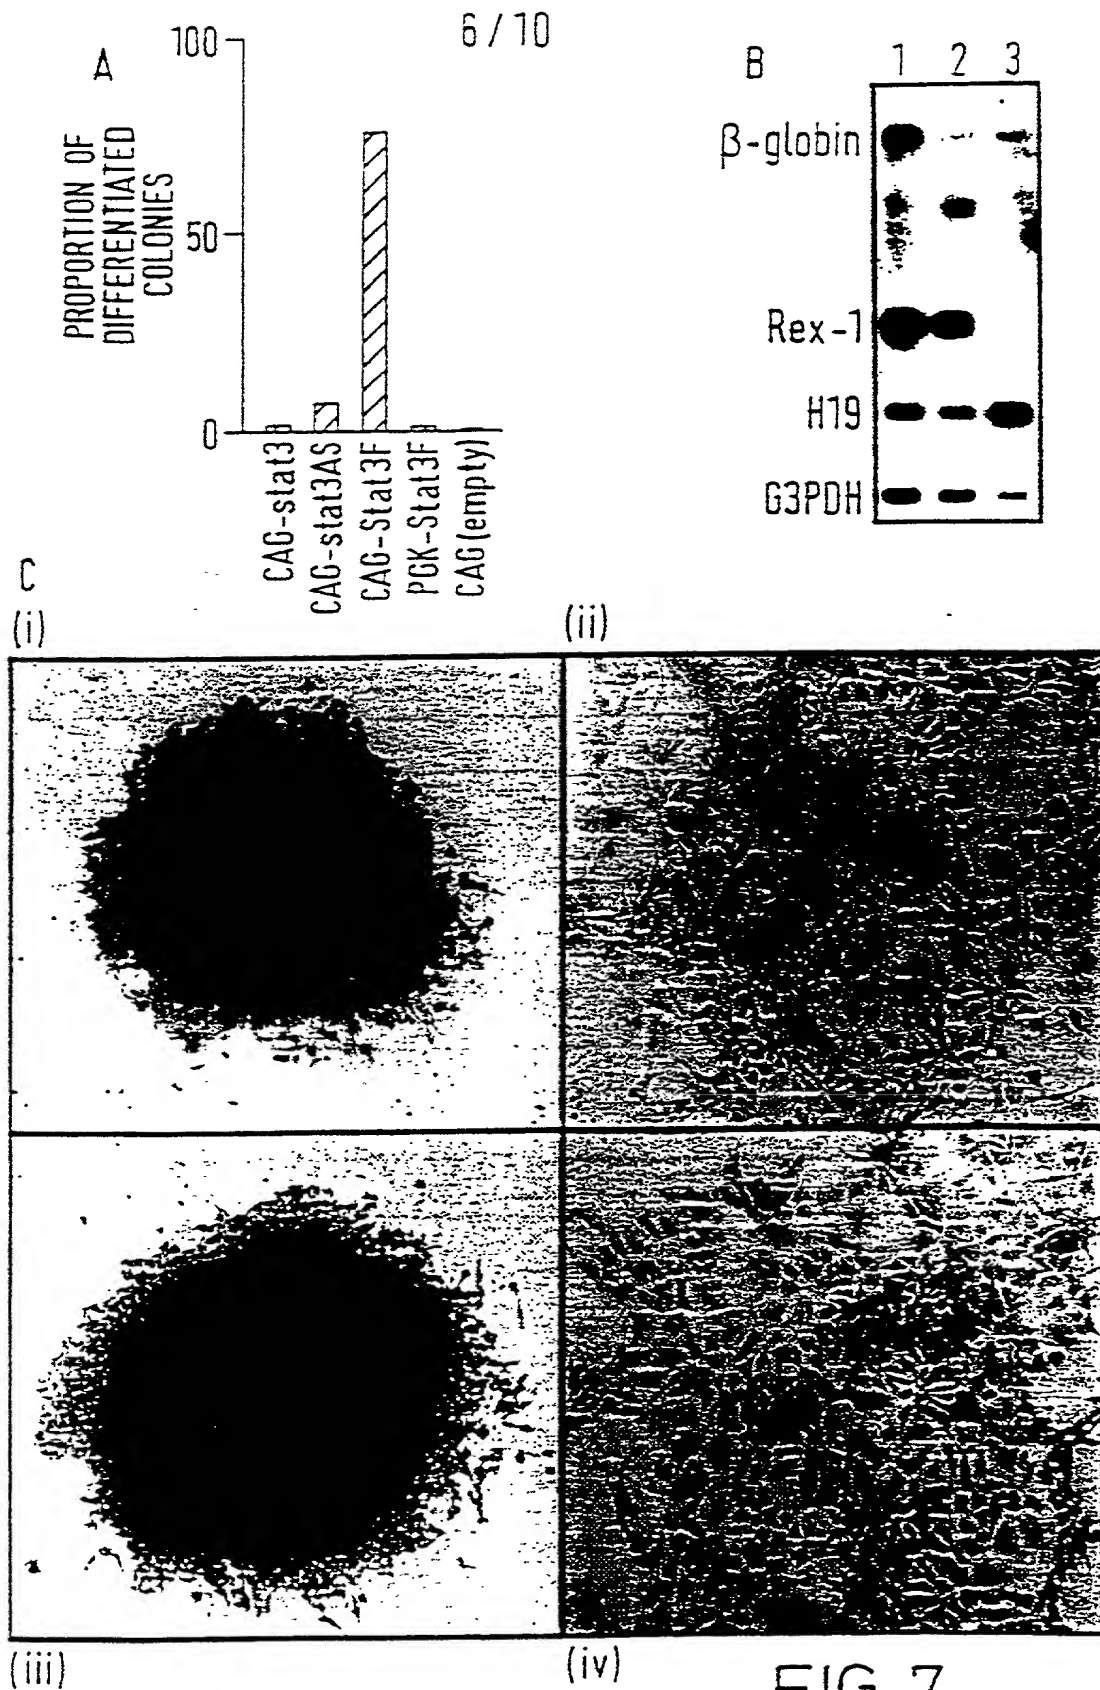 6/10
A
100
50
0
PROPORTION OF
DIFFERENTIATED
COLONIES
CAG-stat3
CAG-stat3AS
CAG-Stat3F
PGK-Stat3F
CAG(empty)
B
1 2 3
β-globin
Rex-1
H19
G3PDH
C
(i)
(ii)
(iii)
(iv)
FIG. 7